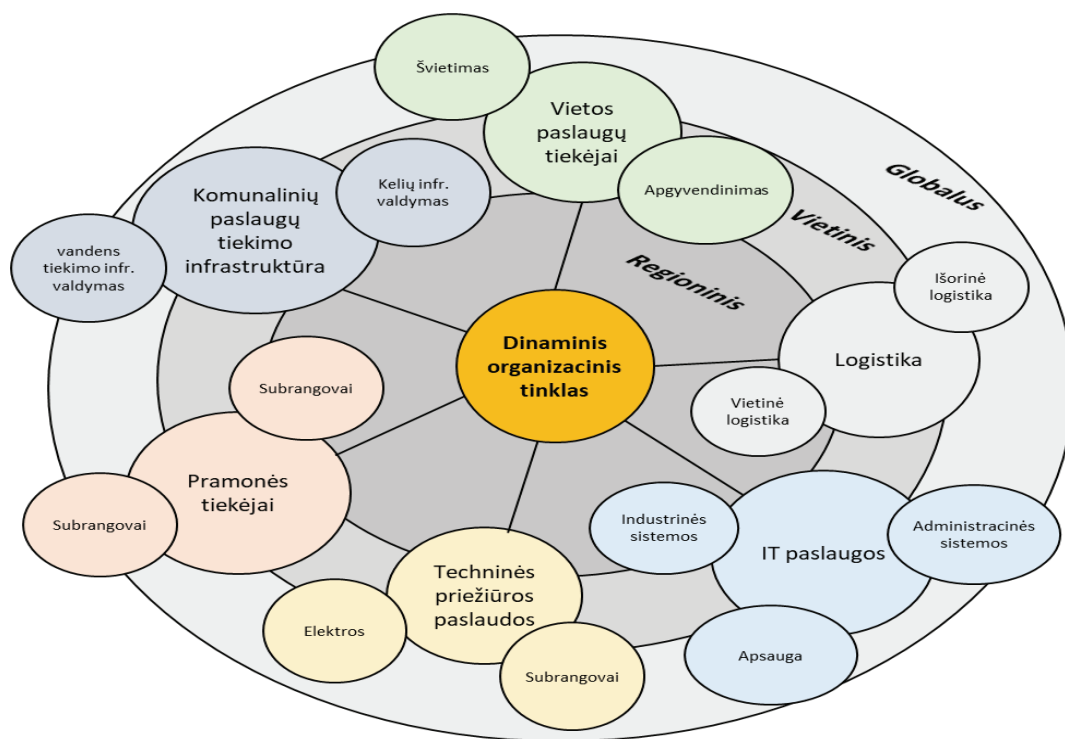 Švietimas
Vietos
paslaugų
tiekėjai
Apgyvendinimas
Globalus
Vietinis
Regioninis
Komunalinių
paslaugų
tiekimo
infrastruktūra
Kelių infr.
valdymas
vandens
tiekimo infr.
valdymas
Išorinė
logistika
Logistika
Vietinė
logistika
Dinaminis
organizacinis
tinklas
Subrangovai
Pramonės
tiekėjai
Subrangovai
Industrinės
sistemos
IT paslaugos
Administracinės
sistemos
Apsauga
Techninės
priežiūros
paslaudos
Elektros
Subrangovai